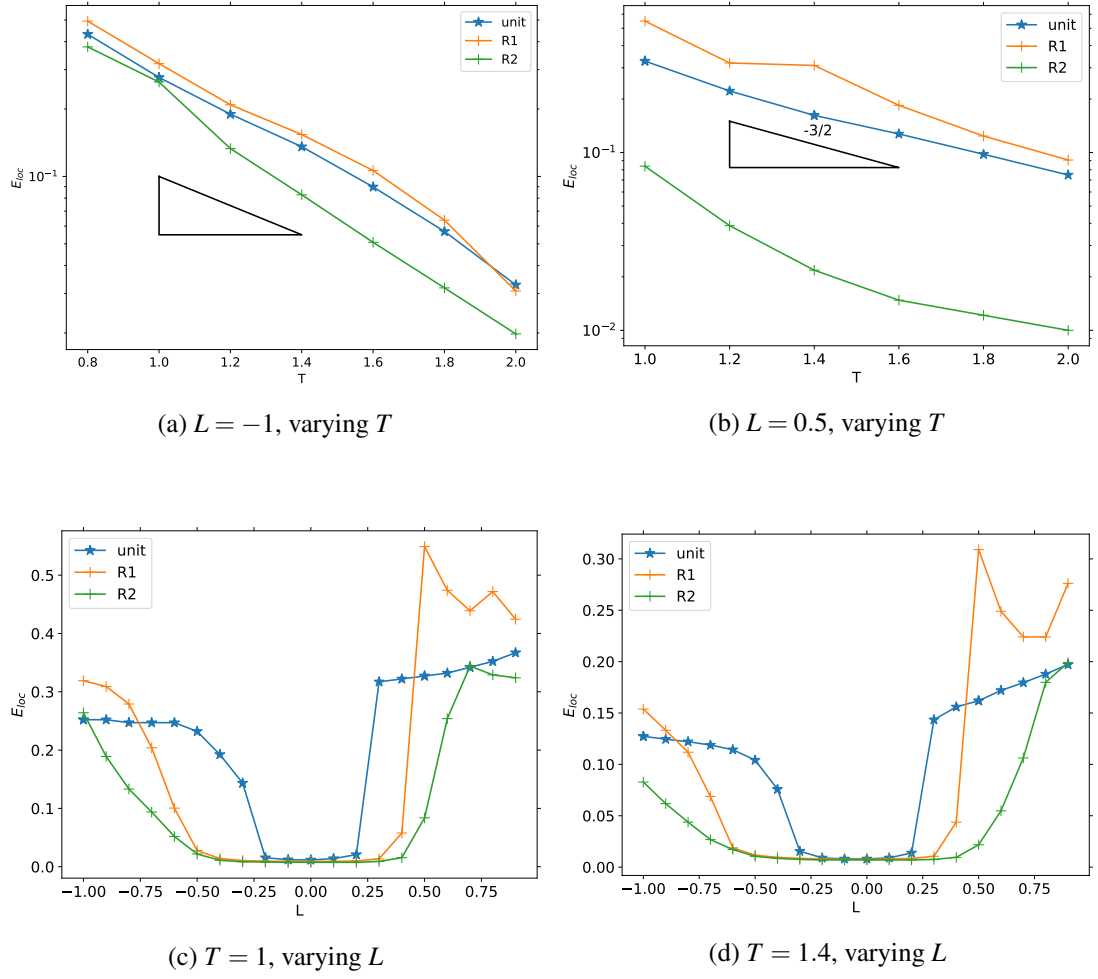 unit
R1
R2
10⁻¹
E_loc
0.8 1.0 1.2 1.4 1.6 1.8 2.0
T
(a) L = −1, varying T
unit
R1
R2
-3/2
10⁻¹
10⁻²
E_loc
1.0 1.2 1.4 1.6 1.8 2.0
T
(b) L = 0.5, varying T
unit
R1
R2
0.5
0.4
0.3
0.2
0.1
0.0
E_loc
−1.00 −0.75 −0.50 −0.25 0.00 0.25 0.50 0.75
L
(c) T = 1, varying L
unit
R1
R2
0.30
0.25
0.20
0.15
0.10
0.05
0.00
E_loc
−1.00 −0.75 −0.50 −0.25 0.00 0.25 0.50 0.75
L
(d) T = 1.4, varying L